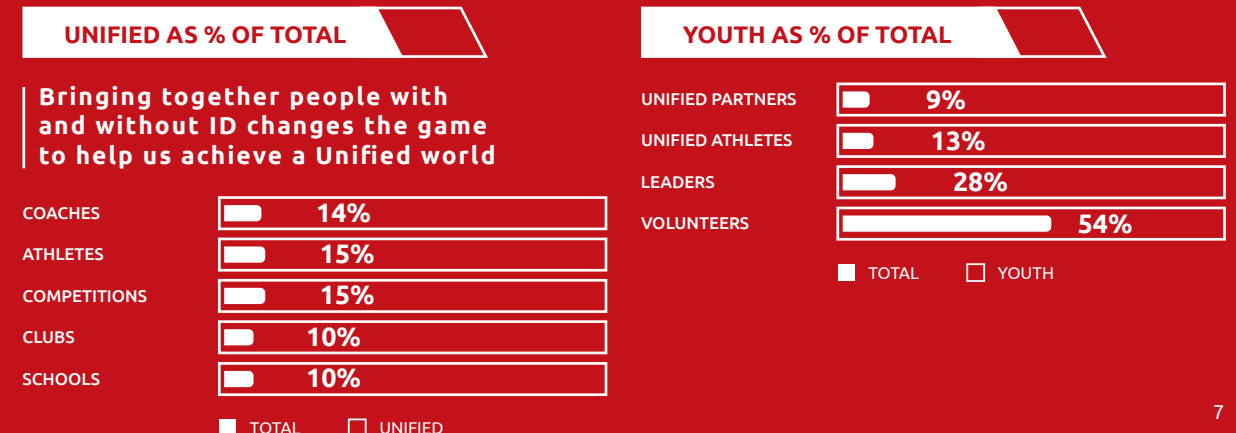 UNIFIED AS % OF TOTAL
Bringing together people with
and without ID changes the game
to help us achieve a Unified world
COACHES 14%
ATHLETES 15%
COMPETITIONS 15%
CLUBS 10%
SCHOOLS 10%
TOTAL UNIFIED
YOUTH AS % OF TOTAL
UNIFIED PARTNERS 9%
UNIFIED ATHLETES 13%
LEADERS 28%
VOLUNTEERS 54%
TOTAL YOUTH
7